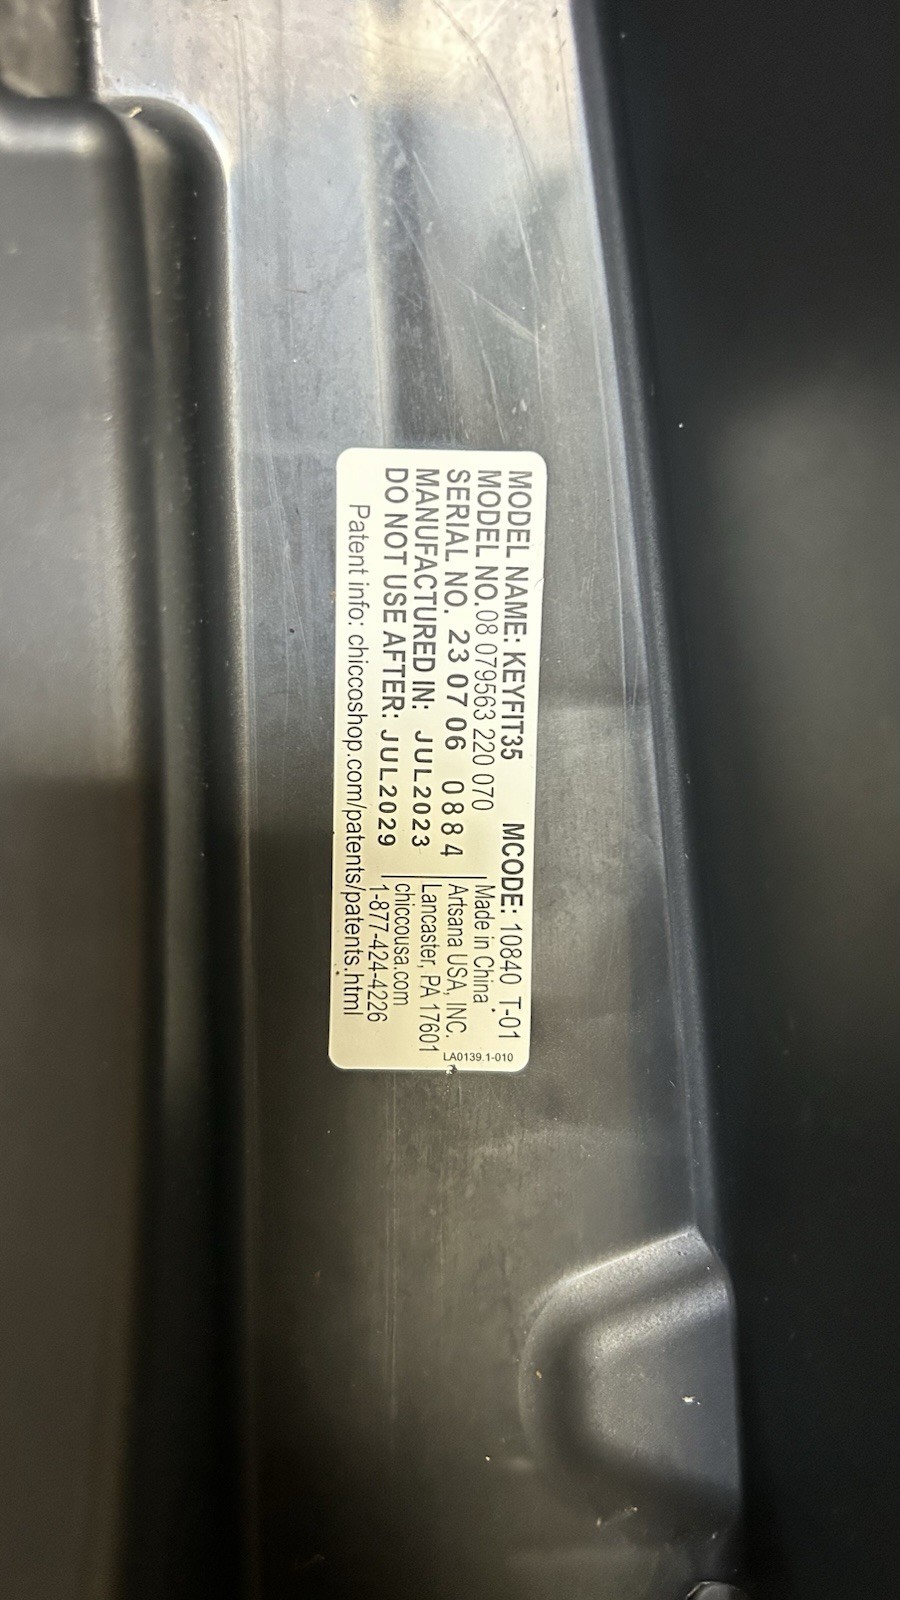 MODEL NAME: KEYFIT35 MCODE: 10840 T-01
MODEL NO. 08 079563 220 070
SERIAL NO. 23 07 06 0884
MANUFACTURED IN: JUL2023
DO NOT USE AFTER: JUL2029
Made in China
Artsana USA, INC.
Lancaster, PA 17601
chiccousa.com
1-877-424-4226
Patent info: chiccoshop.com/patents/patents.html
LA0139.1-010